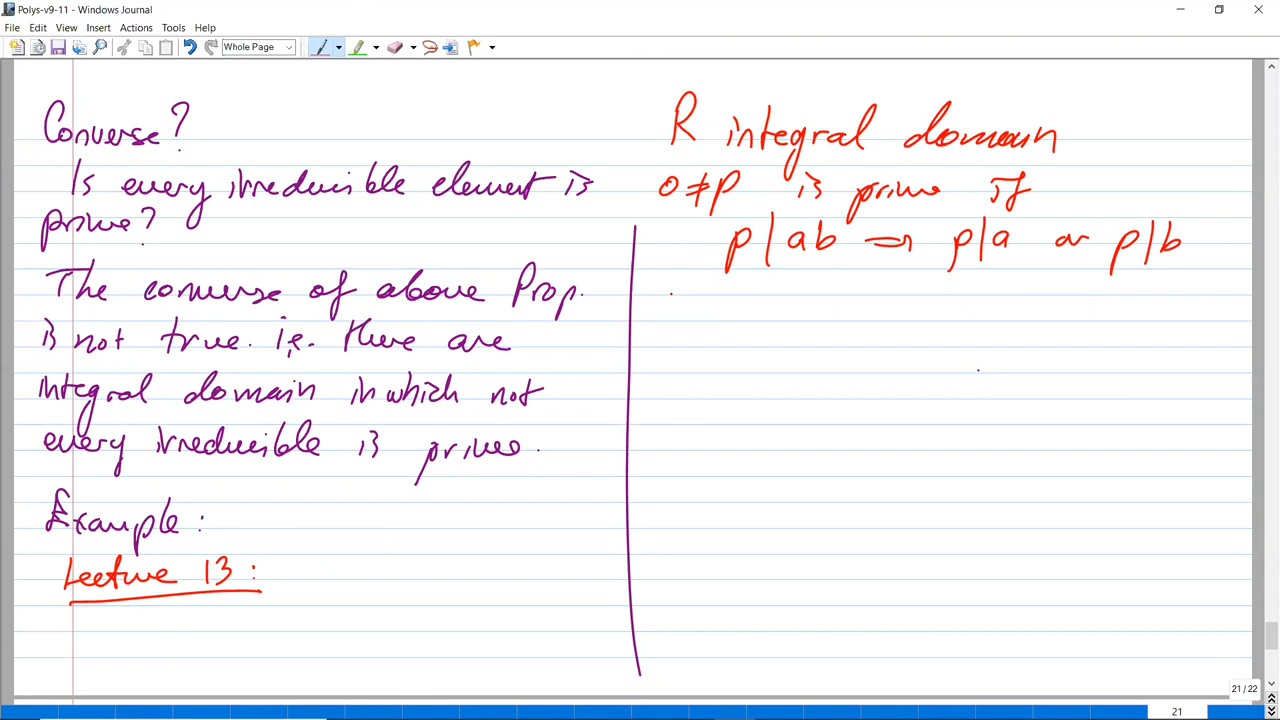 Polys-v9-11 - Windows Journal
File Edit View Insert Actions Tools Help
Whole Page
Converse?
Is every irreducible element is
prime?
The converse of above Prop.
is not true. i.e. there are
integral domain in which not
every irreducible is prime.
Example:
Lecture 13:
R integral domain
0 ≠ p is prime if
p | ab ⇒ p | a or p | b
21 / 22
21